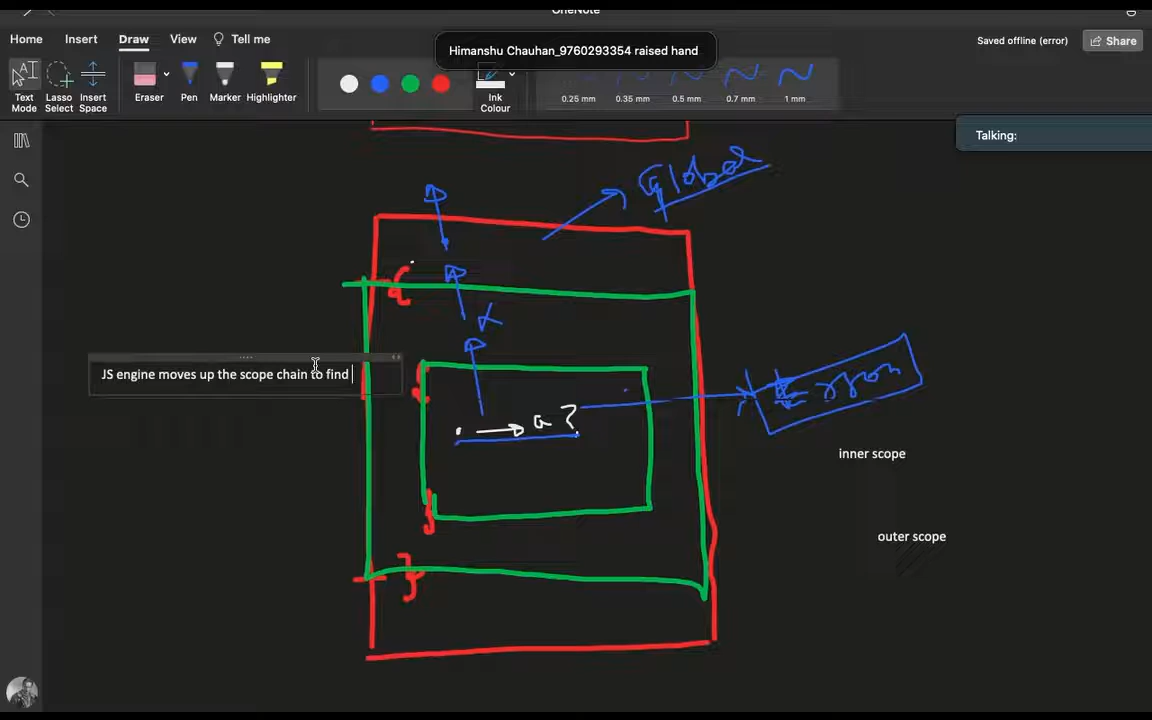 OneNote
Himanshu Chauhan_9760293354 raised hand
Home Insert Draw View Tell me
Saved offline (error) Share
Text Mode
Lasso Select
Insert Space
Eraser
Pen
Marker
Highlighter
Ink Colour
0.25 mm 0.35 mm 0.5 mm 0.7 mm 1 mm
Talking:
Global
JS engine moves up the scope chain to find
a ?
Error
inner scope
outer scope